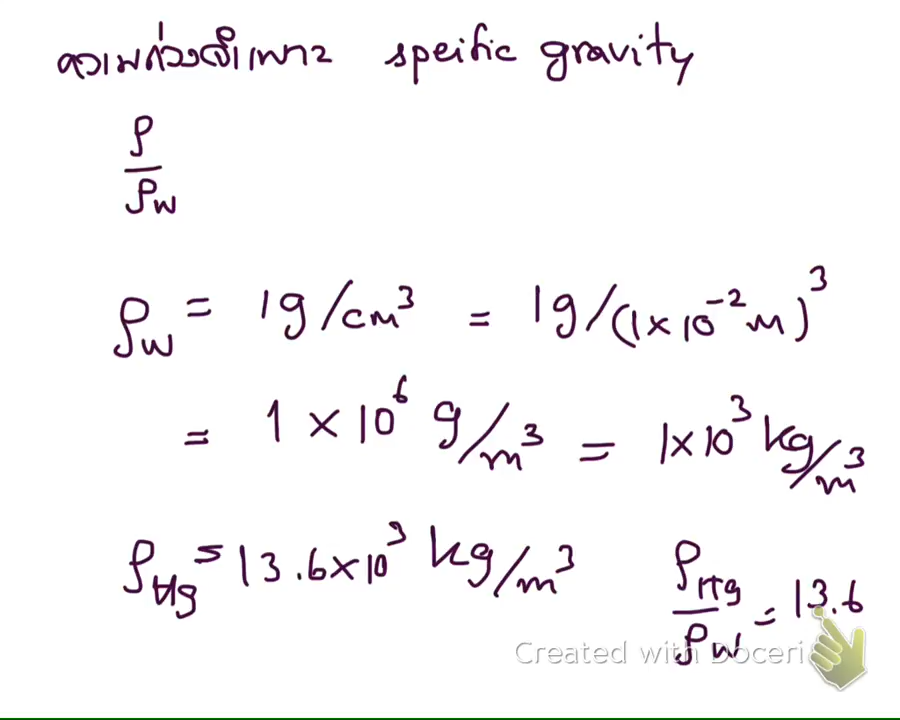 ความถ่วงจำเพาะ speific gravity
ρ
ρw
ρw = 1g/cm³ = 1g/(1×10⁻²m)³
= 1×10⁶ g/m³ = 1×10³ kg/m³
ρHg = 13.6×10³ kg/m³
ρHg
ρw
= 13.6
Created with Doceri